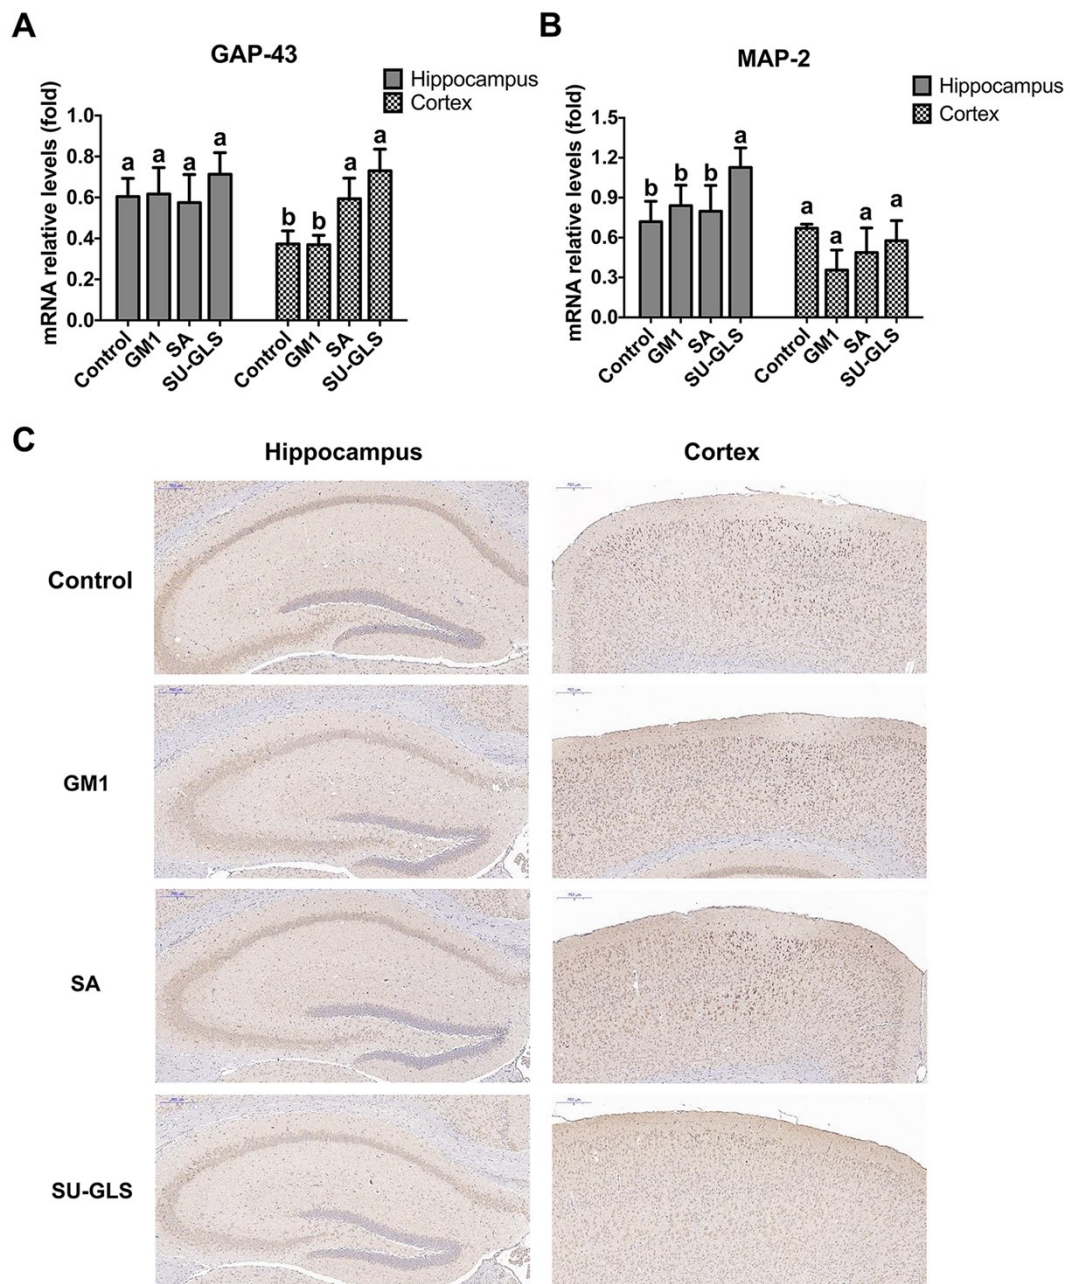 A
GAP-43
Hippocampus
Cortex
mRNA relative levels (fold)
1.0
0.8
0.6
0.4
0.2
0.0
a a a a b b a a
Control GM1 SA SU-GLS Control GM1 SA SU-GLS
B
MAP-2
Hippocampus
Cortex
mRNA relative levels (fold)
1.5
1.2
0.9
0.6
0.3
0.0
b b b a a a a a
Control GM1 SA SU-GLS Control GM1 SA SU-GLS
C
Hippocampus Cortex
Control
GM1
SA
SU-GLS